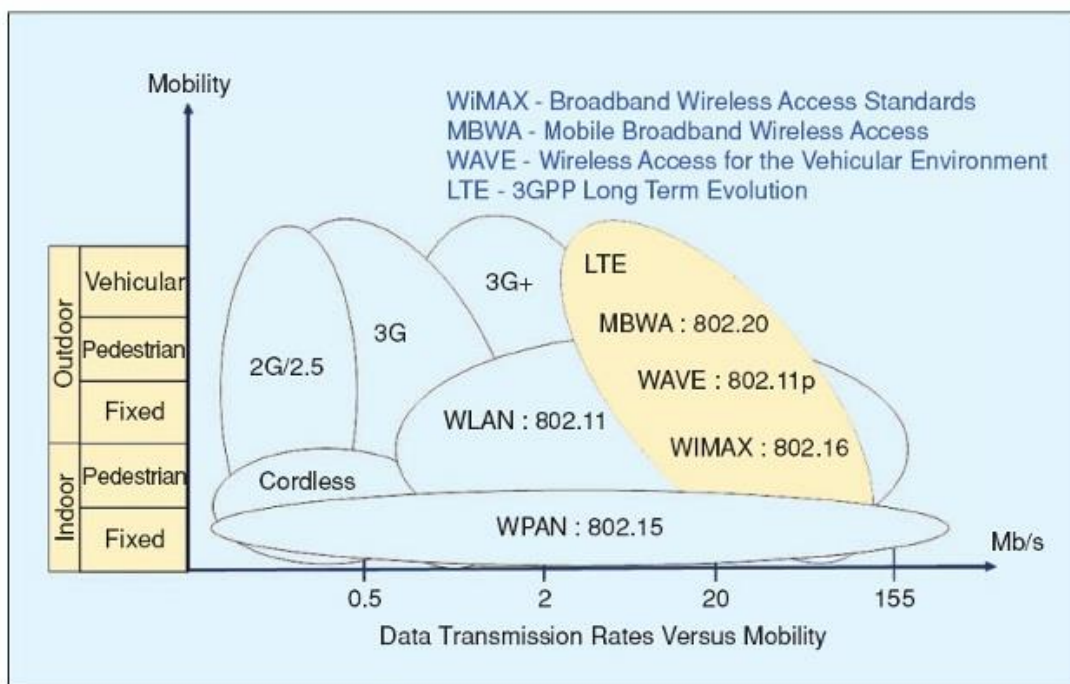 Mobility
WiMAX - Broadband Wireless Access Standards
MBWA - Mobile Broadband Wireless Access
WAVE - Wireless Access for the Vehicular Environment
LTE - 3GPP Long Term Evolution
Outdoor
Vehicular
Pedestrian
Fixed
Indoor
Pedestrian
Fixed
2G/2.5
3G
3G+
LTE
MBWA : 802.20
WAVE : 802.11p
WLAN : 802.11
WIMAX : 802.16
Cordless
WPAN : 802.15
Mb/s
0.5 2 20 155
Data Transmission Rates Versus Mobility